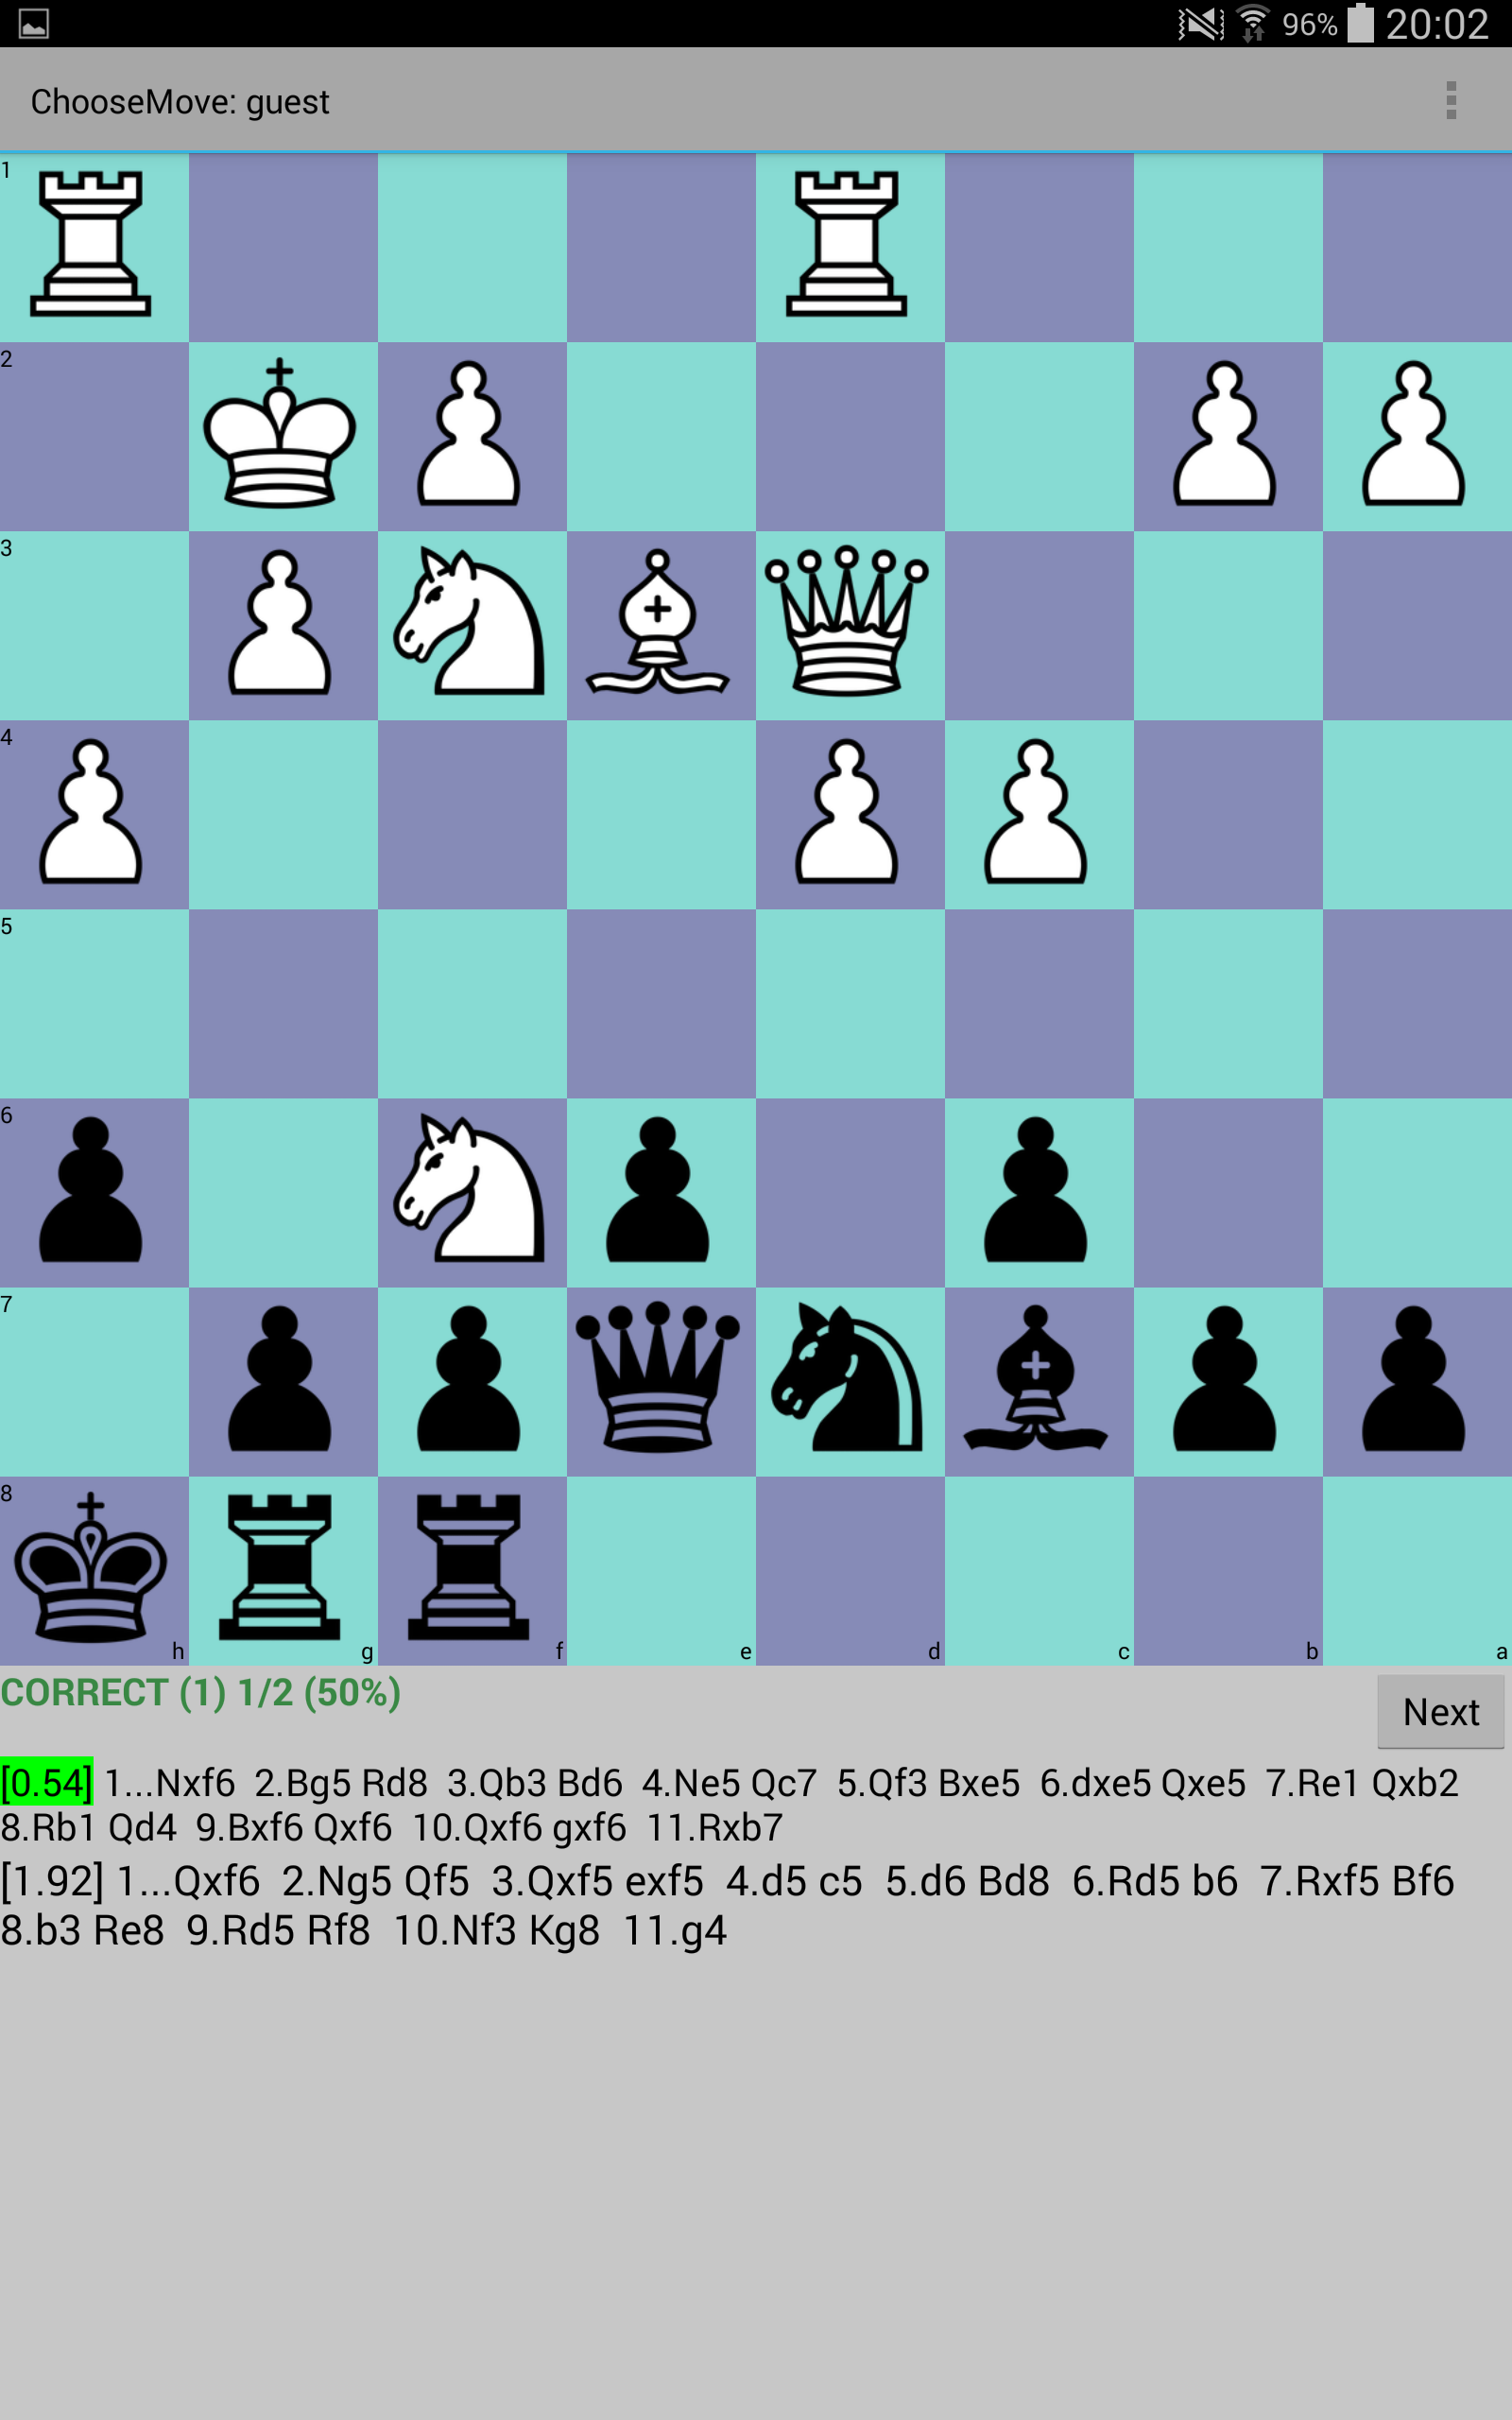 96% 20:02
ChooseMove: guest
1
2
3
4
5
6
7
8
h g f e d c b a
CORRECT (1) 1/2 (50%)
Next
[0.54] 1...Nxf6 2.Bg5 Rd8 3.Qb3 Bd6 4.Ne5 Qc7 5.Qf3 Bxe5 6.dxe5 Qxe5 7.Re1 Qxb2
8.Rb1 Qd4 9.Bxf6 Qxf6 10.Qxf6 gxf6 11.Rxb7
[1.92] 1...Qxf6 2.Ng5 Qf5 3.Qxf5 exf5 4.d5 c5 5.d6 Bd8 6.Rd5 b6 7.Rxf5 Bf6
8.b3 Re8 9.Rd5 Rf8 10.Nf3 Kg8 11.g4